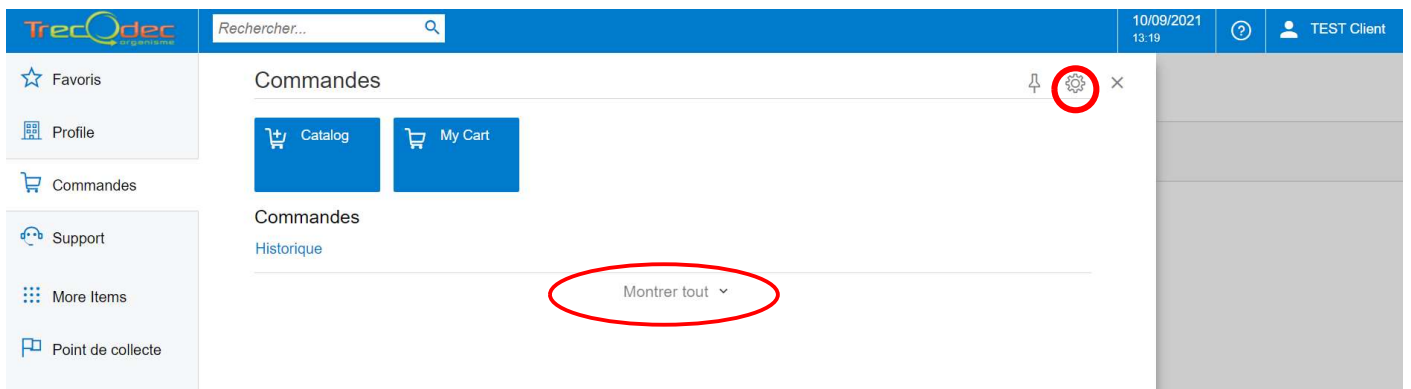 TrecOdec
organisme
Rechercher...
10/09/2021
13:19
TEST Client
Favoris
Profile
Commandes
Support
More Items
Point de collecte
Commandes
Catalog
My Cart
Commandes
Historique
Montrer tout